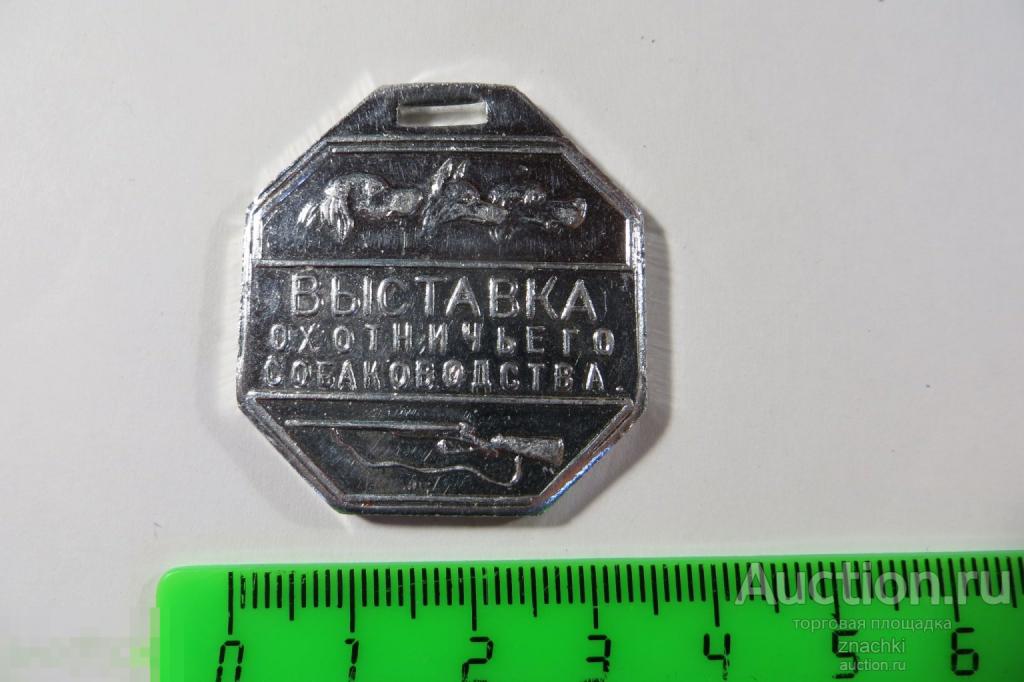 ВЫСТАВКА
ОХОТНИЧЬЕГО
СОБАКОВОДСТВА.
0 1 2 3 4 5 6
Auction.ru
торговая площадка
znachki
auction.ru